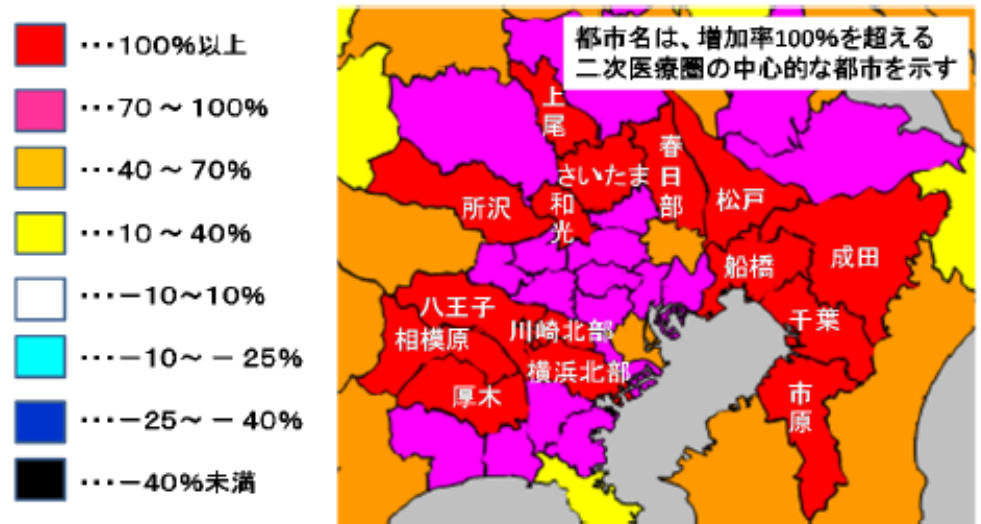 …100%以上
…70～100%
…40～70%
…10～40%
…－10～10%
…－10～－25%
…－25～－40%
…－40%未満
都市名は、増加率100%を超える
二次医療圏の中心的な都市を示す
上尾
春日部
さいたま
和光
所沢
松戸
船橋
成田
八王子
川崎北部
千葉
相模原
横浜北部
厚木
市原